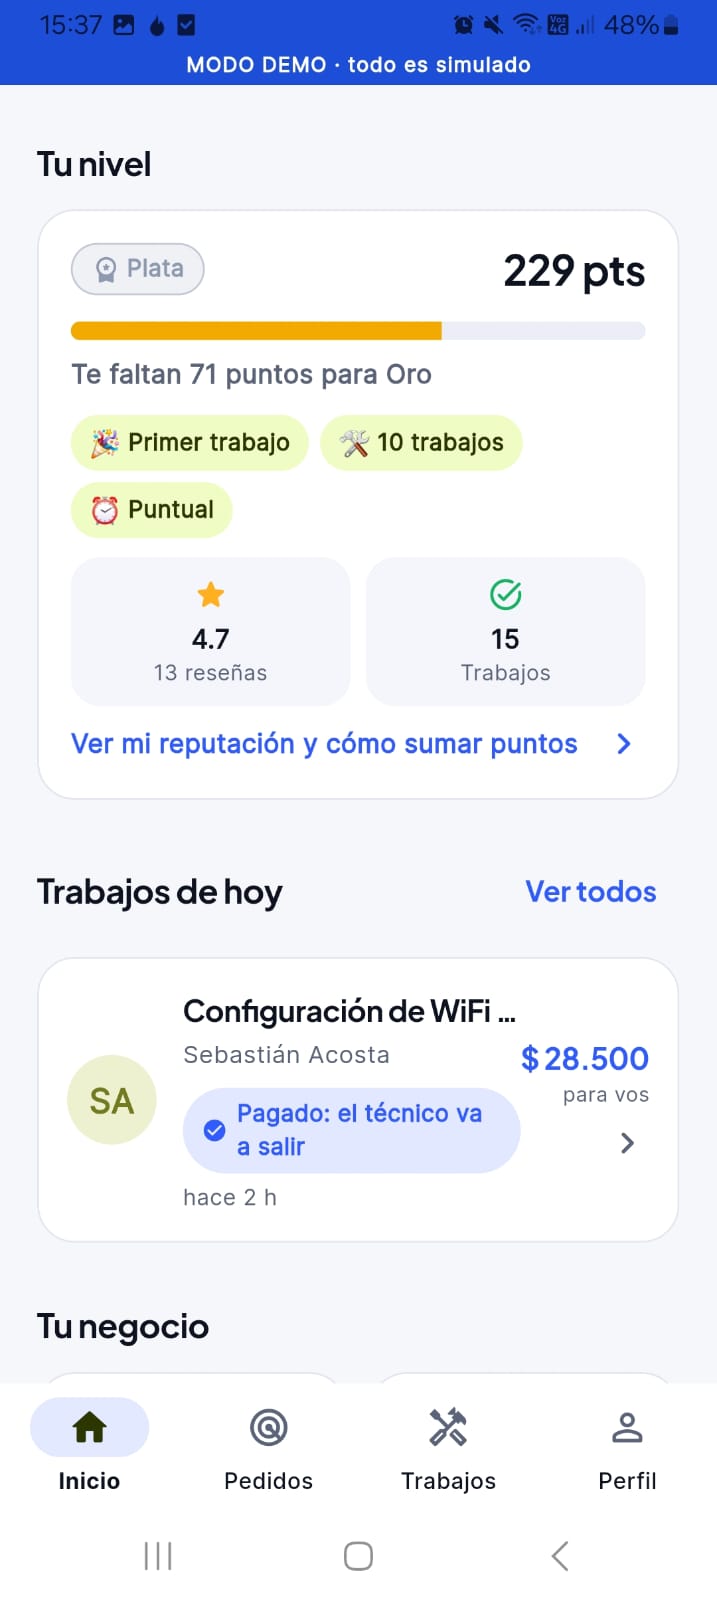 15:37
Voz 4G
48%
MODO DEMO · todo es simulado
Tu nivel
Plata
229 pts
Te faltan 71 puntos para Oro
Primer trabajo
10 trabajos
Puntual
4.7
13 reseñas
15
Trabajos
Ver mi reputación y cómo sumar puntos
Trabajos de hoy
Ver todos
SA
Configuración de WiFi ...
Sebastián Acosta
Pagado: el técnico va
a salir
hace 2 h
$ 28.500
para vos
Tu negocio
Inicio
Pedidos
Trabajos
Perfil